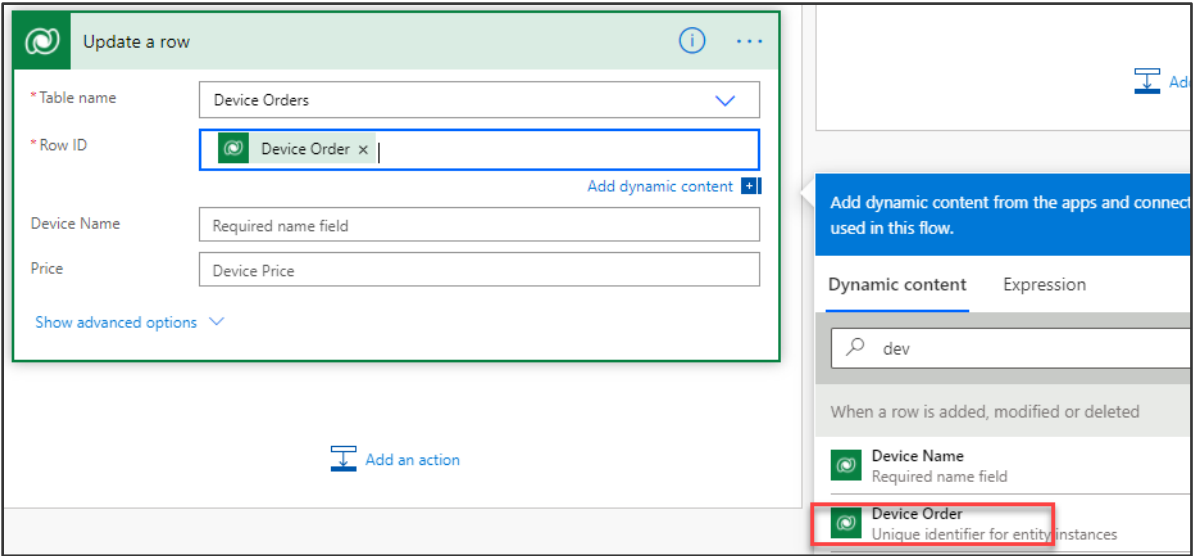 Update a row
* Table name
Device Orders
* Row ID
Device Order ×
Add dynamic content
Device Name
Required name field
Price
Device Price
Show advanced options
Add an action
Add dynamic content from the apps and connect
used in this flow.
Dynamic content Expression
dev
When a row is added, modified or deleted
Device Name
Required name field
Device Order
Unique identifier for entity instances